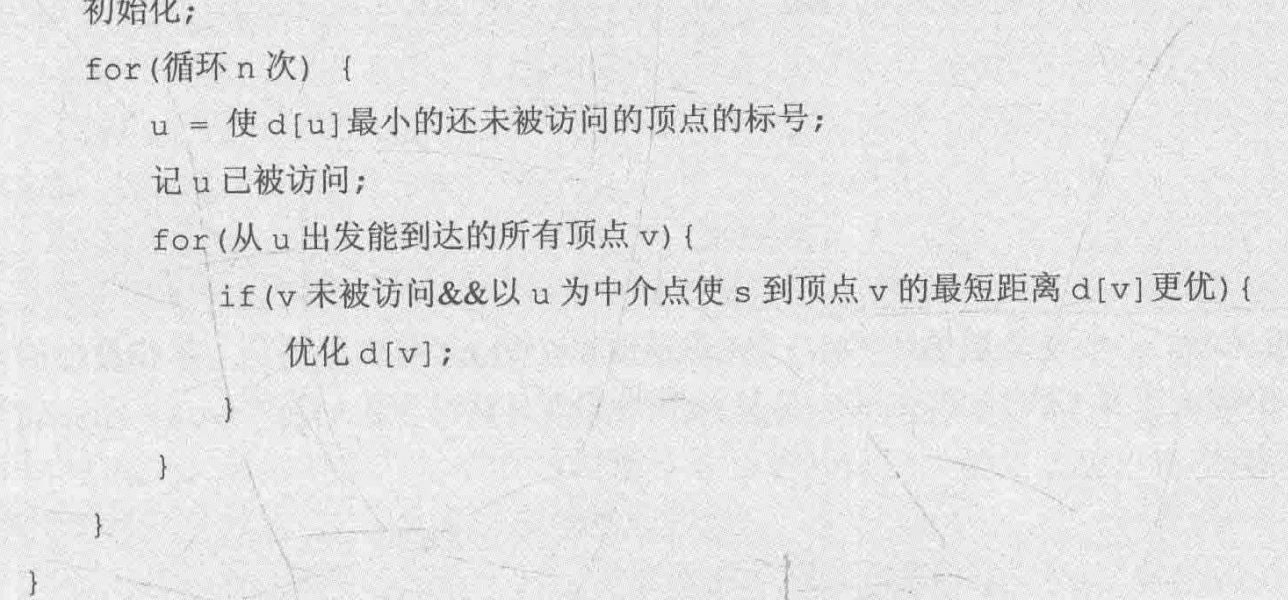 初始化;
for(循环 n 次) {
u = 使 d[u]最小的还未被访问的顶点的标号;
记 u 已被访问;
for(从 u 出发能到达的所有顶点 v){
if(v 未被访问&&以 u 为中介点使 s 到顶点 v 的最短距离 d[v]更优){
优化 d[v];
}
}
}
}